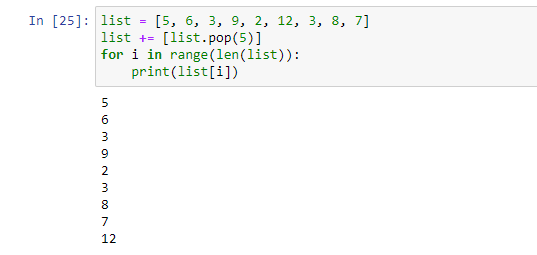 In [25]: list = [5, 6, 3, 9, 2, 12, 3, 8, 7]
list += [list.pop(5)]
for i in range(len(list)):
    print(list[i])
5
6
3
9
2
3
8
7
12